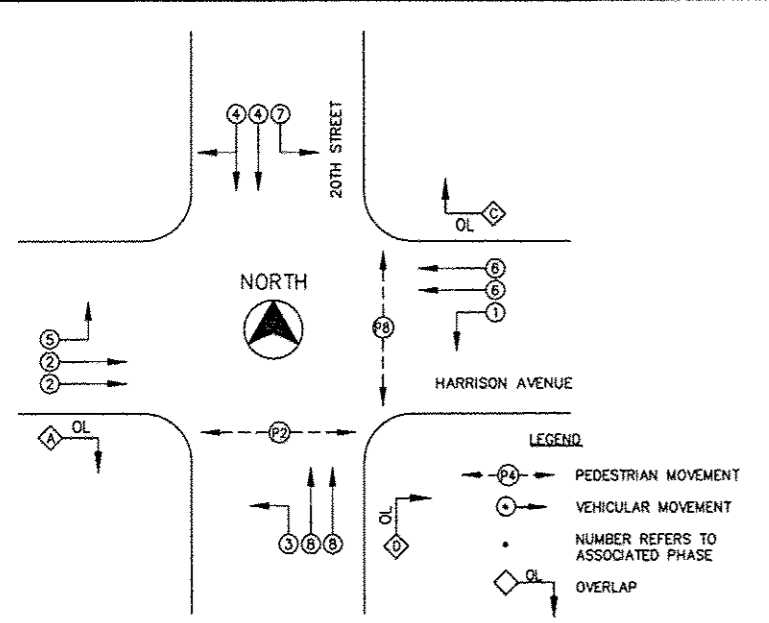 4 4 7
20TH STREET
C
OL
NORTH
6
6
1
5
2
2
P8
HARRISON AVENUE
A OL
P2
LEGEND
P4 PEDESTRIAN MOVEMENT
* VEHICULAR MOVEMENT
• NUMBER REFERS TO
ASSOCIATED PHASE
OL OVERLAP
3 8 8
OL
D